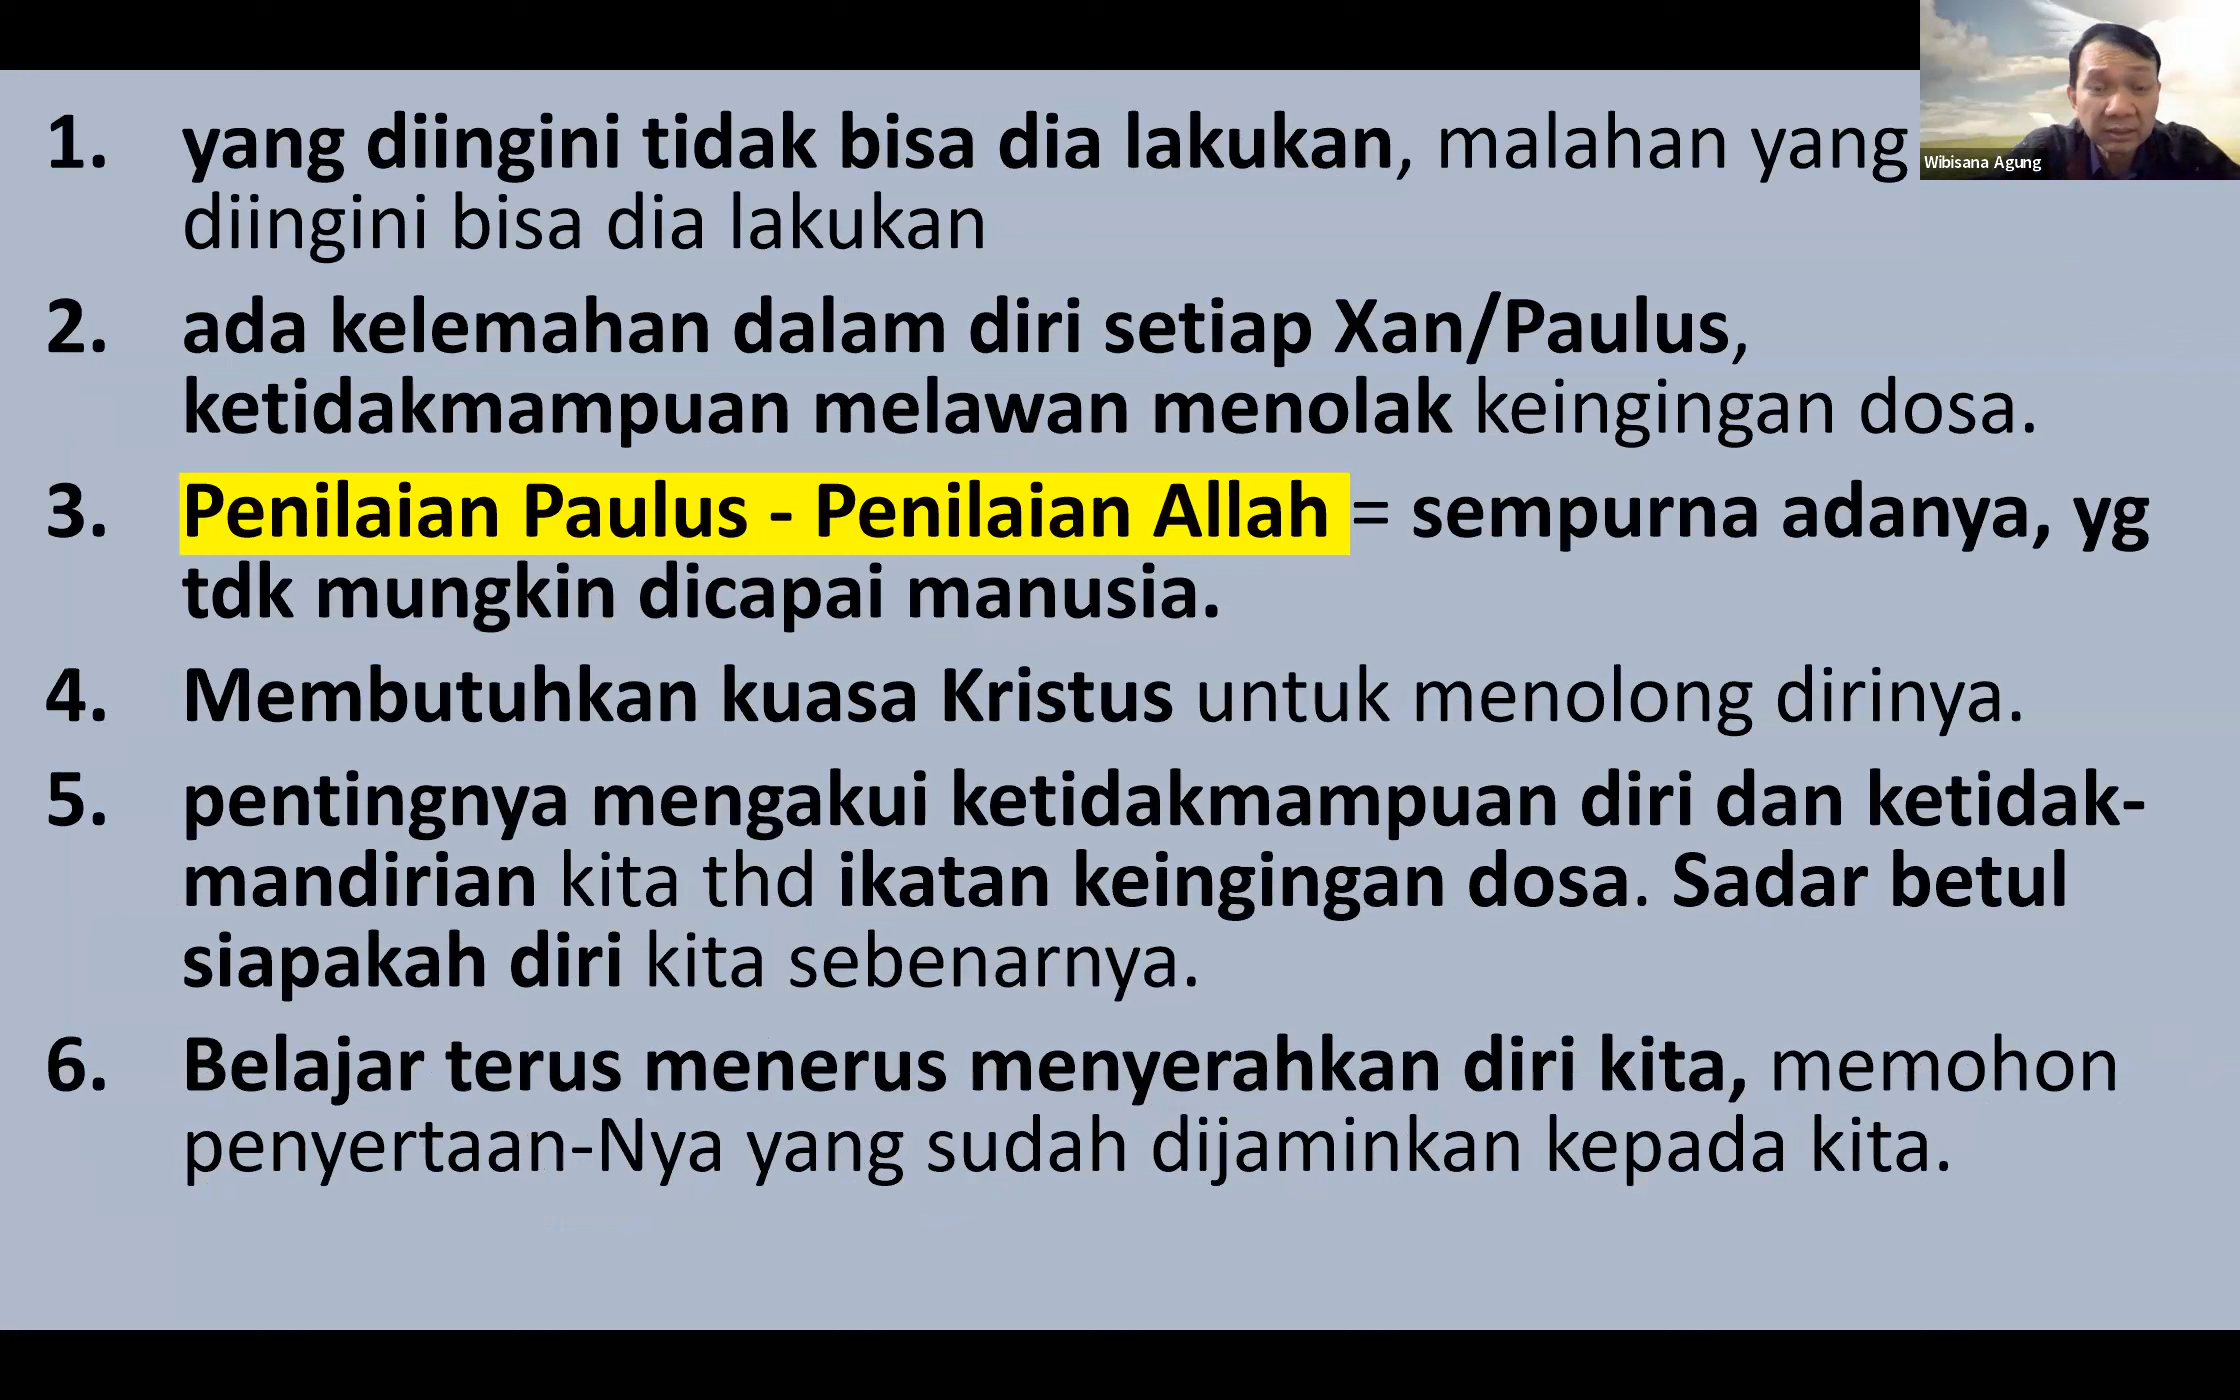 1. yang diingini tidak bisa dia lakukan, malahan yang
diingini bisa dia lakukan
2. ada kelemahan dalam diri setiap Xan/Paulus,
ketidakmampuan melawan menolak keingingan dosa.
3. Penilaian Paulus - Penilaian Allah = sempurna adanya, yg
tdk mungkin dicapai manusia.
4. Membutuhkan kuasa Kristus untuk menolong dirinya.
5. pentingnya mengakui ketidakmampuan diri dan ketidak-
mandirian kita thd ikatan keingingan dosa. Sadar betul
siapakah diri kita sebenarnya.
6. Belajar terus menerus menyerahkan diri kita, memohon
penyertaan-Nya yang sudah dijaminkan kepada kita.
Wibisana Agung